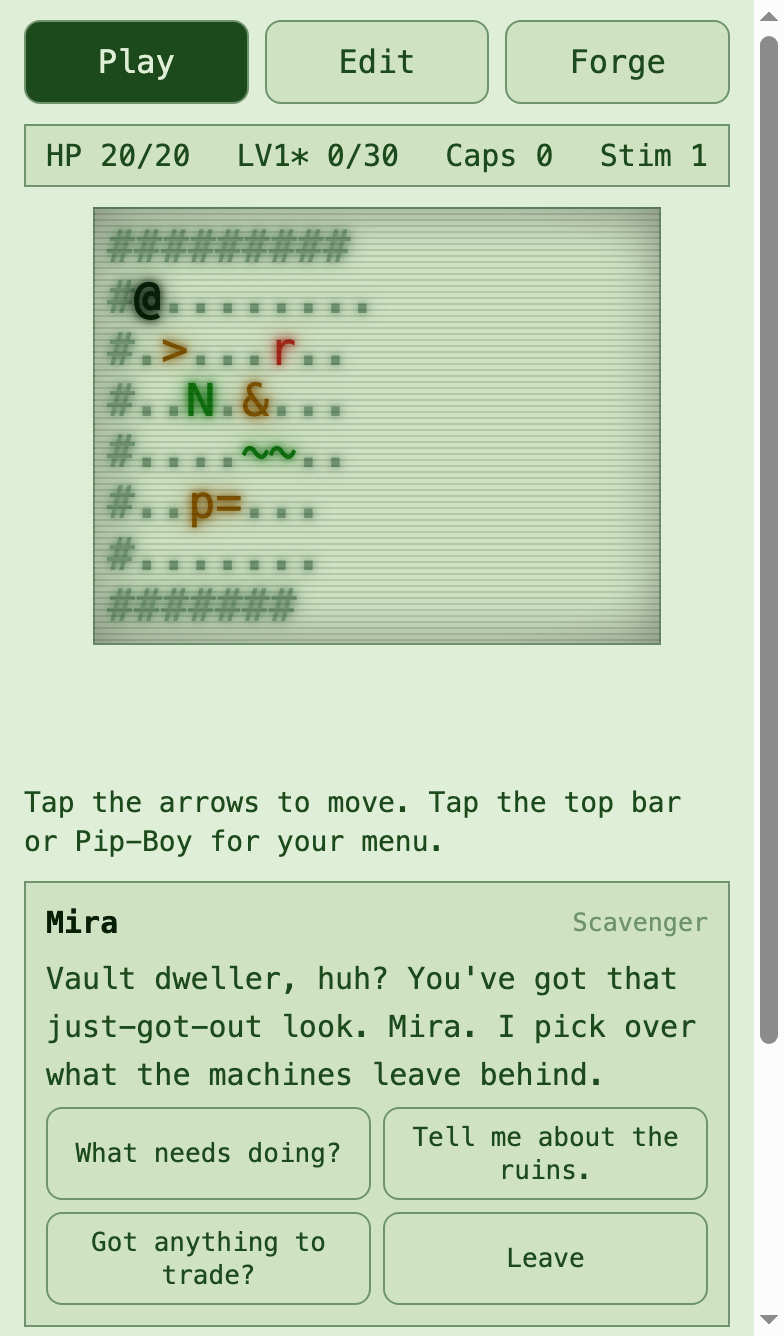 Play Edit Forge
HP 20/20 LV1* 0/30 Caps 0 Stim 1
#########
#@........
#.>...r..
#..N.&...
#....~~..
#..p=...
#.......
#######
Tap the arrows to move. Tap the top bar
or Pip-Boy for your menu.
Mira Scavenger
Vault dweller, huh? You've got that
just-got-out look. Mira. I pick over
what the machines leave behind.
What needs doing?
Tell me about the
ruins.
Got anything to
trade?
Leave